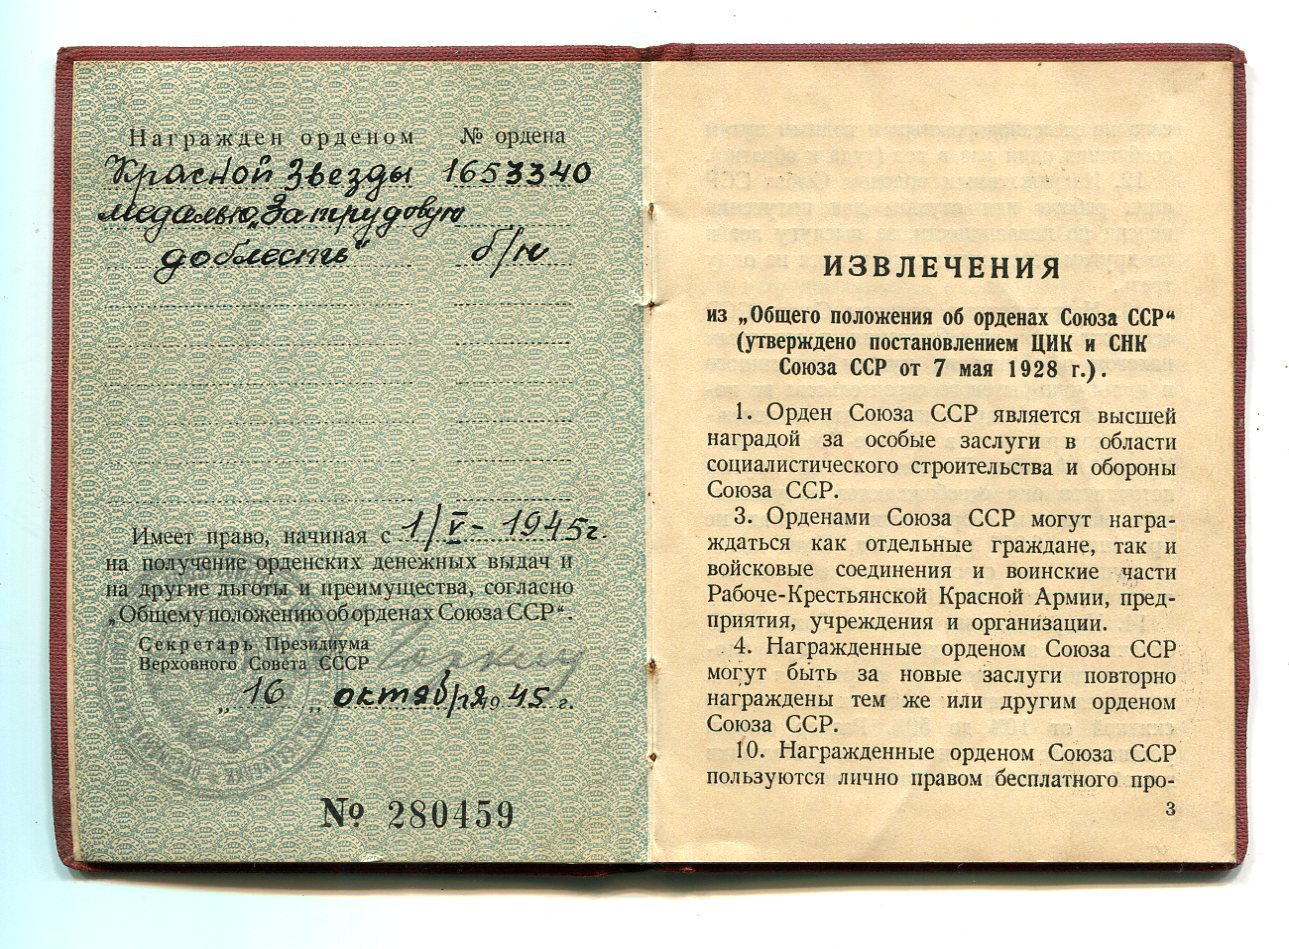 Награжден орденом № ордена
Красной Звезды 1653340
медалью „За трудовую
доблесть“ б/н
Имеет право, начиная с 1/V – 1945г.
на получение орденских денежных выдач и
на другие льготы и преимущества, согласно
„Общему положению об орденах Союза ССР“.
Секретарь Президиума
Верховного Совета СССР
„16„ октября 1945 г.
№ 280459
ИЗВЛЕЧЕНИЯ
из „Общего положения об орденах Союза ССР“
(утверждено постановлением ЦИК и СНК
Союза ССР от 7 мая 1928 г.).
1. Орден Союза ССР является высшей
наградой за особые заслуги в области
социалистического строительства и обороны
Союза ССР.
3. Орденами Союза ССР могут награ-
ждаться как отдельные граждане, так и
войсковые соединения и воинские части
Рабоче-Крестьянской Красной Армии, пред-
приятия, учреждения и организации.
4. Награжденные орденом Союза ССР
могут быть за новые заслуги повторно
награждены тем же или другим орденом
Союза ССР.
10. Награжденные орденом Союза ССР
пользуются лично правом бесплатного про-
3